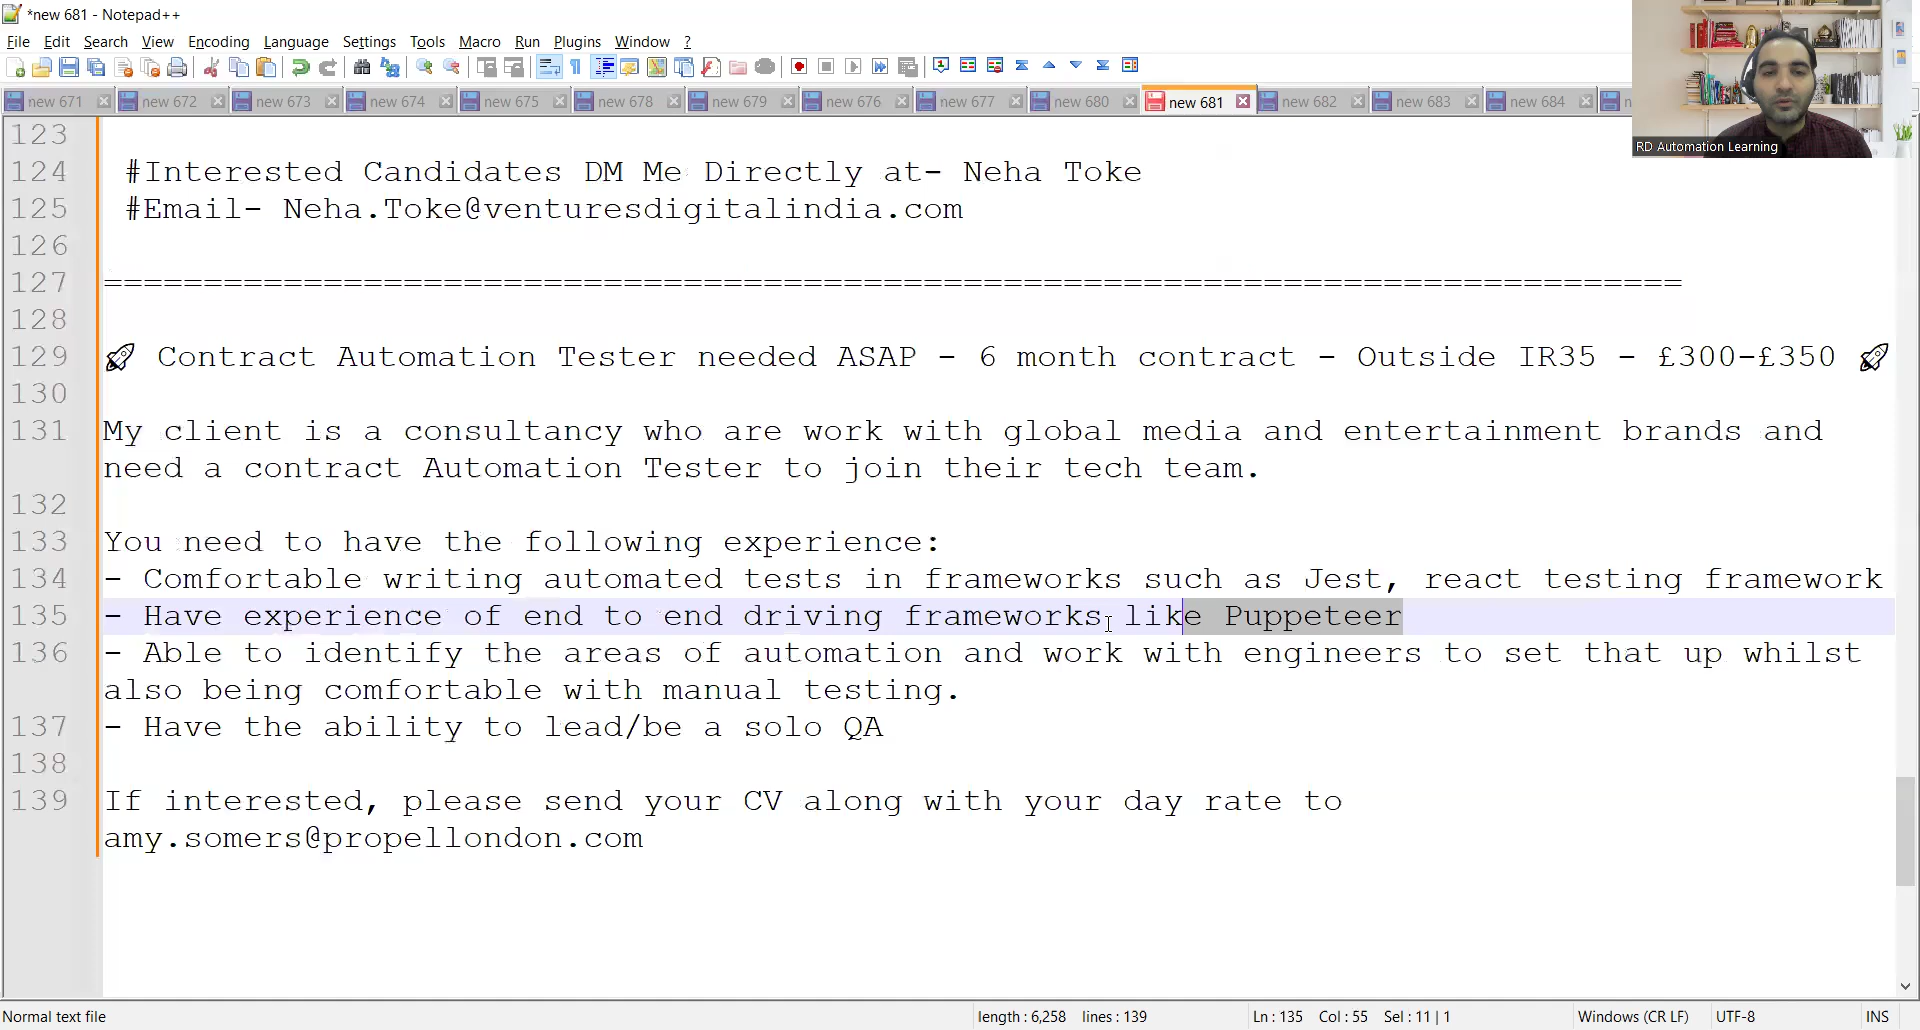 *new 681 - Notepad++
File Edit Search View Encoding Language Settings Tools Macro Run Plugins Window ?
new 671 new 672 new 673 new 674 new 675 new 678 new 679 new 676 new 677 new 680 new 681 new 682 new 683 new 684
RD Automation Learning
123
124 #Interested Candidates DM Me Directly at- Neha Toke
125 #Email- Neha.Toke@venturesdigitalindia.com
126
127 ===============================================================================
128
129 🚀 Contract Automation Tester needed ASAP - 6 month contract - Outside IR35 - £300-£350 🚀
130
131 My client is a consultancy who are work with global media and entertainment brands and
need a contract Automation Tester to join their tech team.
132
133 You need to have the following experience:
134 - Comfortable writing automated tests in frameworks such as Jest, react testing framework
135 - Have experience of end to end driving frameworks like Puppeteer
136 - Able to identify the areas of automation and work with engineers to set that up whilst
also being comfortable with manual testing.
137 - Have the ability to lead/be a solo QA
138
139 If interested, please send your CV along with your day rate to
amy.somers@propellondon.com
Normal text file length : 6,258 lines : 139 Ln : 135 Col : 55 Sel : 11 | 1 Windows (CR LF) UTF-8 INS